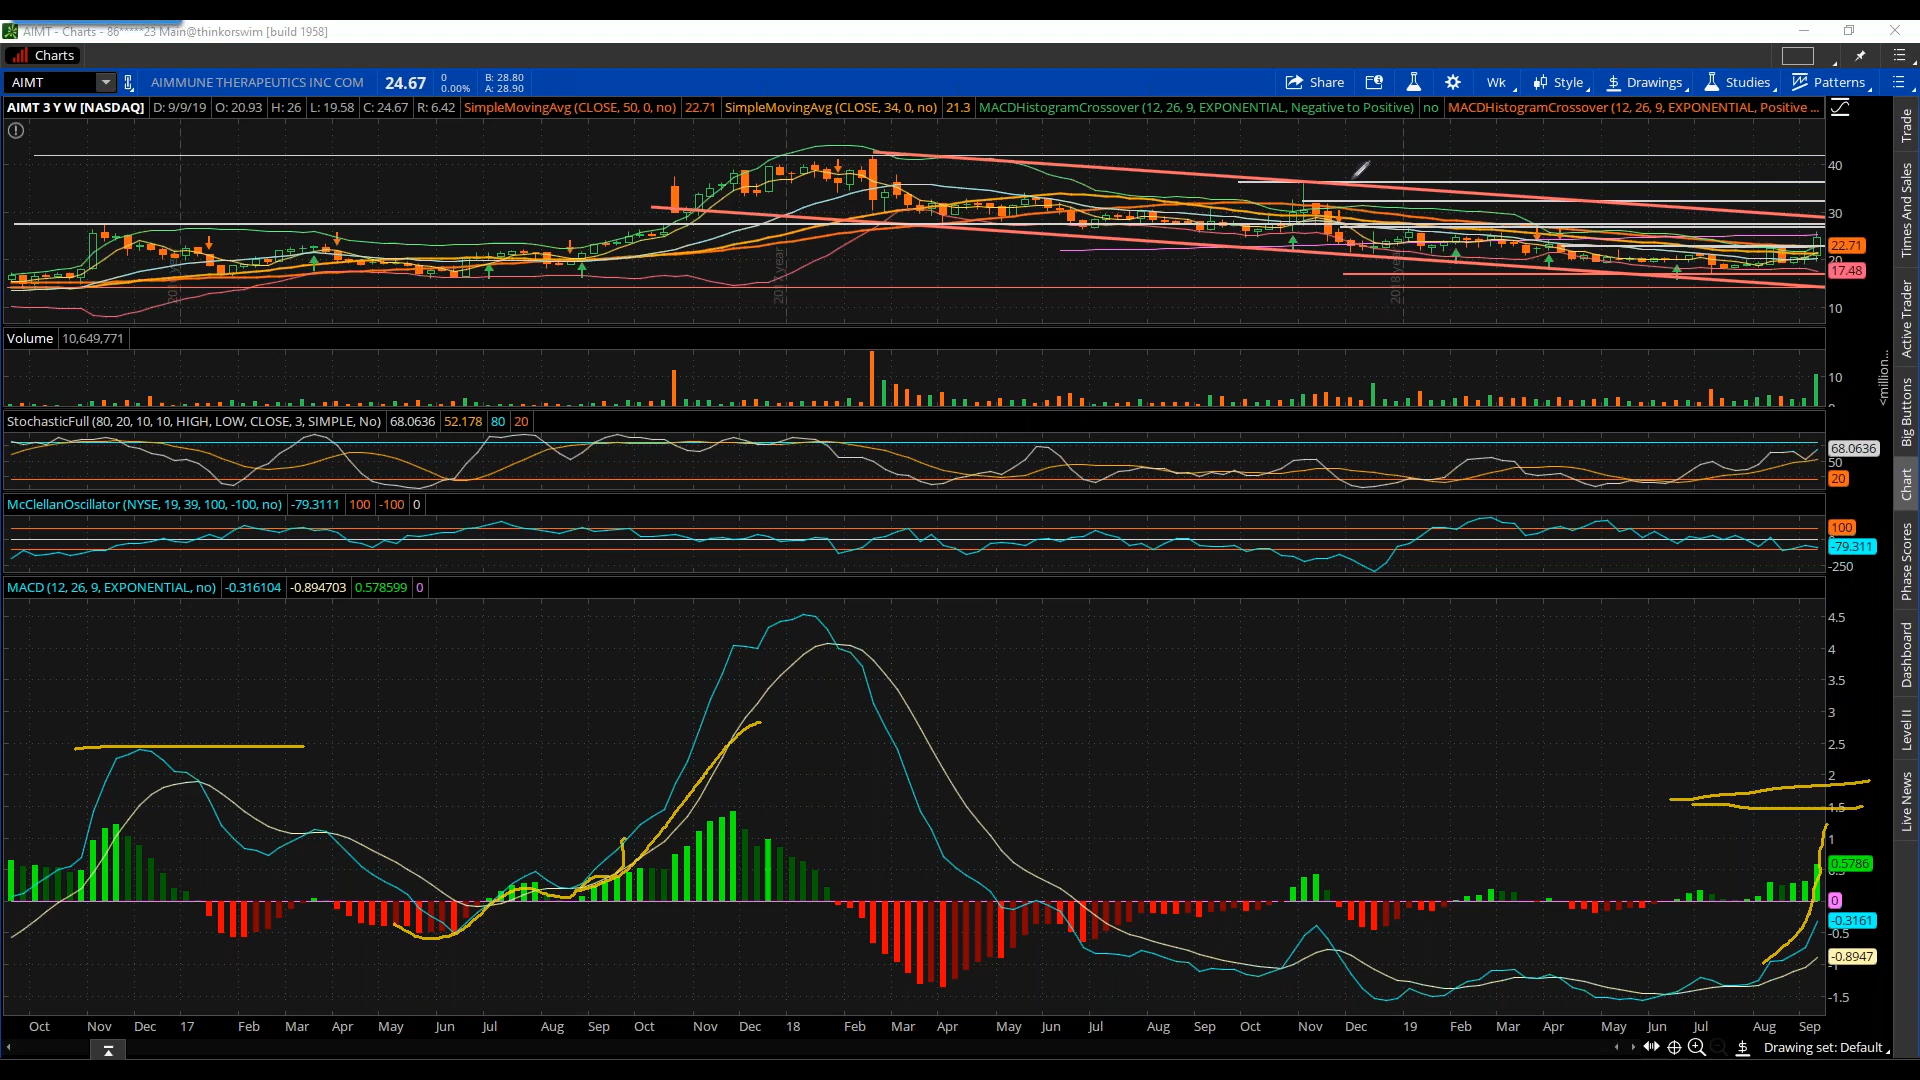 AIMT - Charts - 86*****23 Main@thinkorswim [build 1958]
Charts
AIMT AIMMUNE THERAPEUTICS INC COM 24.67 0 0.00% B: 28.80 A: 28.90 Share Wk Style Drawings Studies Patterns
AIMT 3 Y W [NASDAQ] D: 9/9/19 O: 20.93 H: 26 L: 19.58 C: 24.67 R: 6.42 SimpleMovingAvg (CLOSE, 50, 0, no) 22.71 SimpleMovingAvg (CLOSE, 34, 0, no) 21.3 MACDHistogramCrossover (12, 26, 9, EXPONENTIAL, Negative to Positive) no MACDHistogramCrossover (12, 26, 9, EXPONENTIAL, Positive ...
40
30
22.71
20
17.48
10
2017 year
2018 year
Volume 10,649,771
10
<million...
StochasticFull (80, 20, 10, 10, HIGH, LOW, CLOSE, 3, SIMPLE, No) 68.0636 52.178 80 20
68.0636
50
20
McClellanOscillator (NYSE, 19, 39, 100, -100, no) -79.3111 100 -100 0
100
-79.311
-250
MACD (12, 26, 9, EXPONENTIAL, no) -0.316104 -0.894703 0.578599 0
4.5
4
3.5
3
2.5
2
1.5
1
0.5786
0.5
0
-0.3161
-0.5
-0.8947
-1
-1.5
Oct Nov Dec 17 Feb Mar Apr May Jun Jul Aug Sep Oct Nov Dec 18 Feb Mar Apr May Jun Jul Aug Sep Oct Nov Dec 19 Feb Mar Apr May Jun Jul Aug Sep
Drawing set: Default
Trade
Times And Sales
Active Trader
Big Buttons
Chart
Phase Scores
Dashboard
Level II
Live News